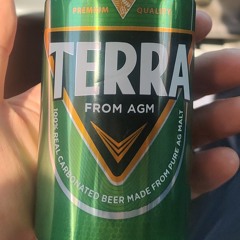 PREMIUM QUALITY
TERRA
FROM AGM
100% REAL CARBONATED BEER MADE FROM PURE AG MALT